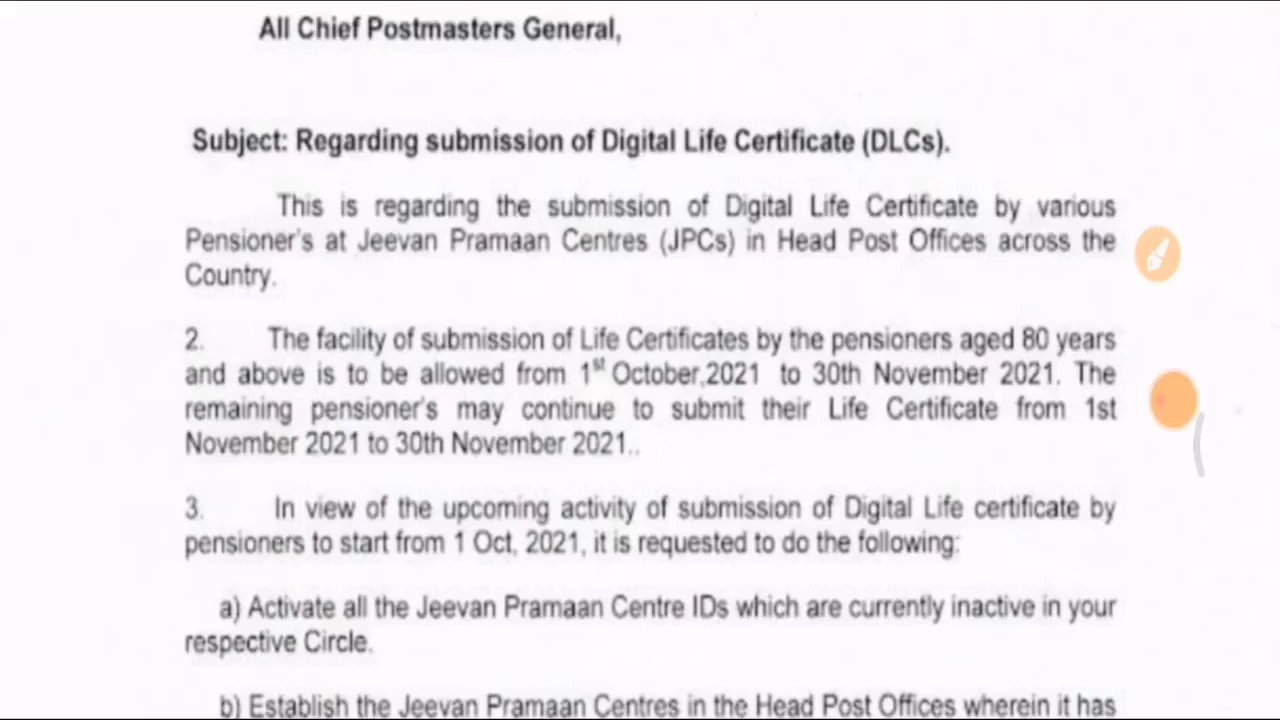 All Chief Postmasters General,
Subject: Regarding submission of Digital Life Certificate (DLCs).
This is regarding the submission of Digital Life Certificate by various
Pensioner's at Jeevan Pramaan Centres (JPCs) in Head Post Offices across the
Country.
2. The facility of submission of Life Certificates by the pensioners aged 80 years
and above is to be allowed from 1st October,2021 to 30th November 2021. The
remaining pensioner's may continue to submit their Life Certificate from 1st
November 2021 to 30th November 2021..
3. In view of the upcoming activity of submission of Digital Life certificate by
pensioners to start from 1 Oct, 2021, it is requested to do the following:
a) Activate all the Jeevan Pramaan Centre IDs which are currently inactive in your
respective Circle.
b) Establish the Jeevan Pramaan Centres in the Head Post Offices wherein it has